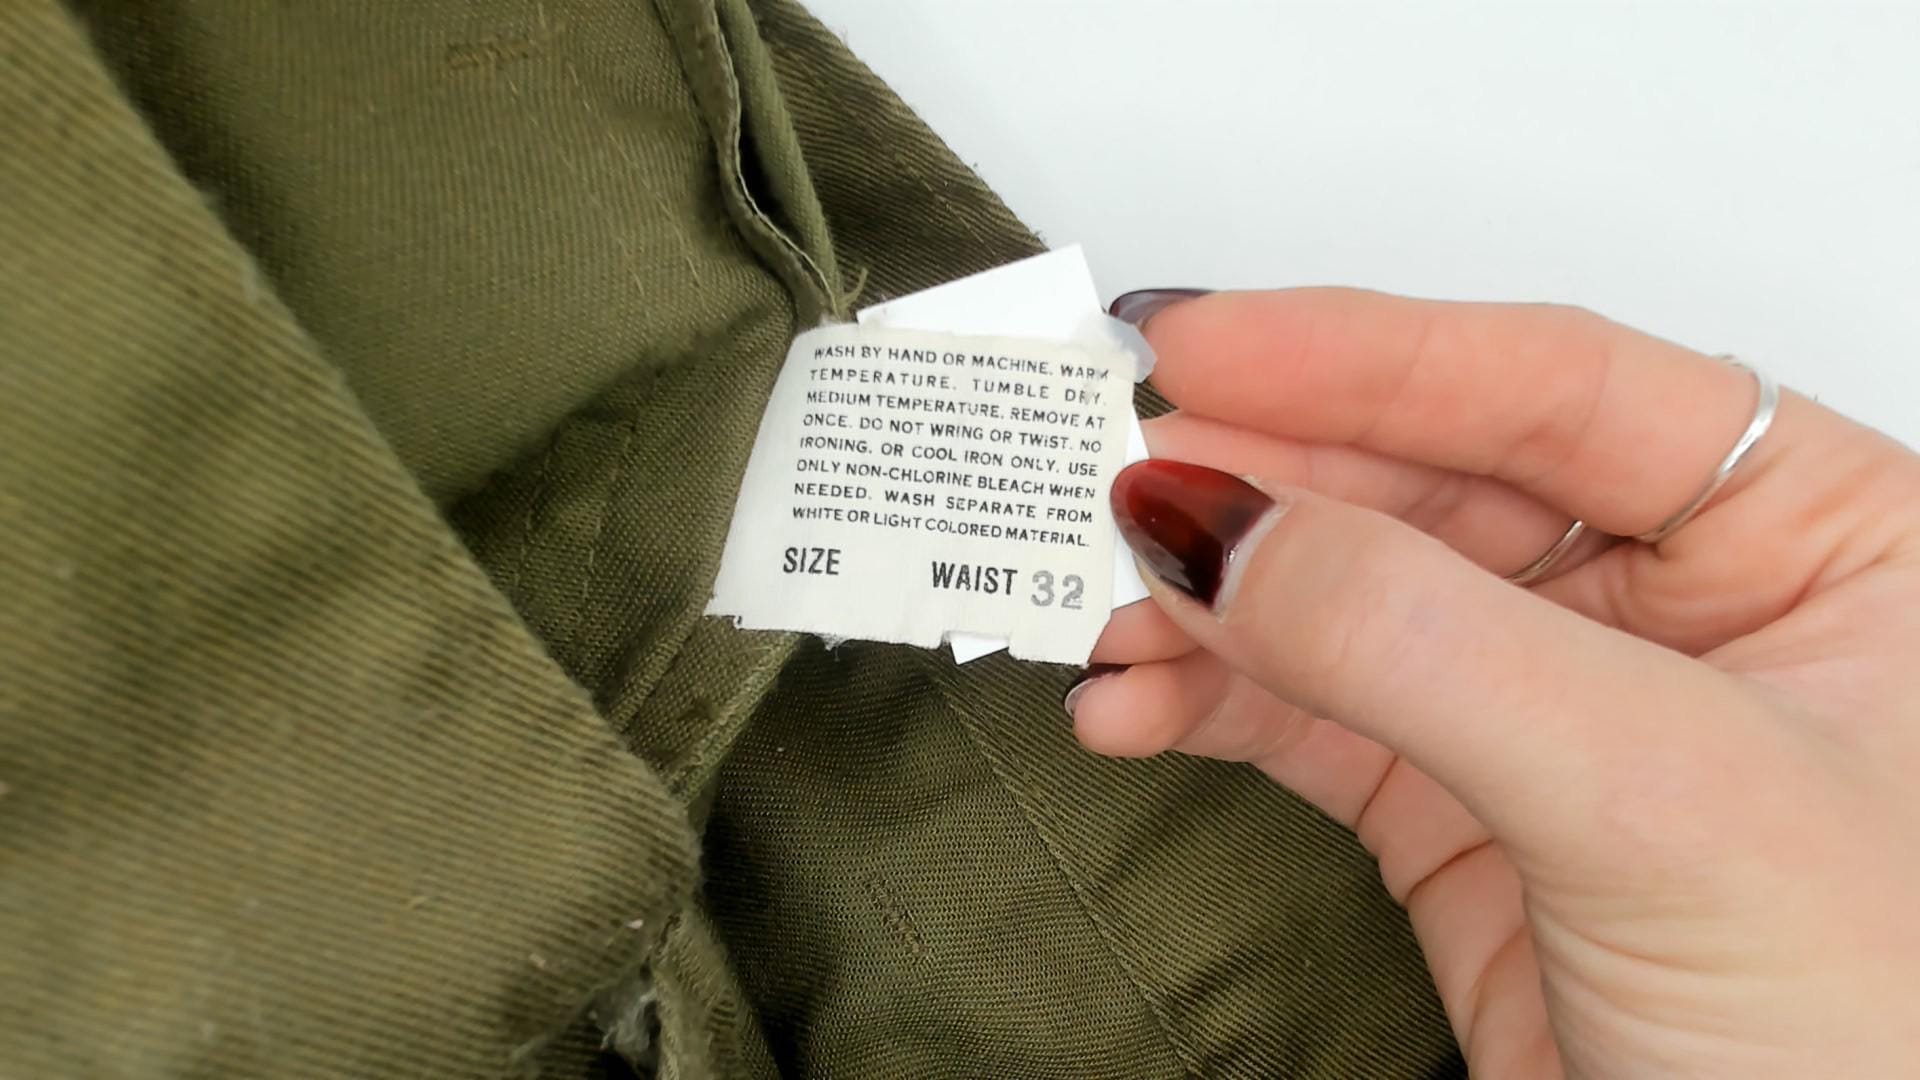 WASH BY HAND OR MACHINE. WARM
TEMPERATURE. TUMBLE DRY.
MEDIUM TEMPERATURE. REMOVE AT
ONCE. DO NOT WRING OR TWIST. NO
IRONING. OR COOL IRON ONLY. USE
ONLY NON-CHLORINE BLEACH WHEN
NEEDED. WASH SEPARATE FROM
WHITE OR LIGHT COLORED MATERIAL.
SIZE WAIST 32